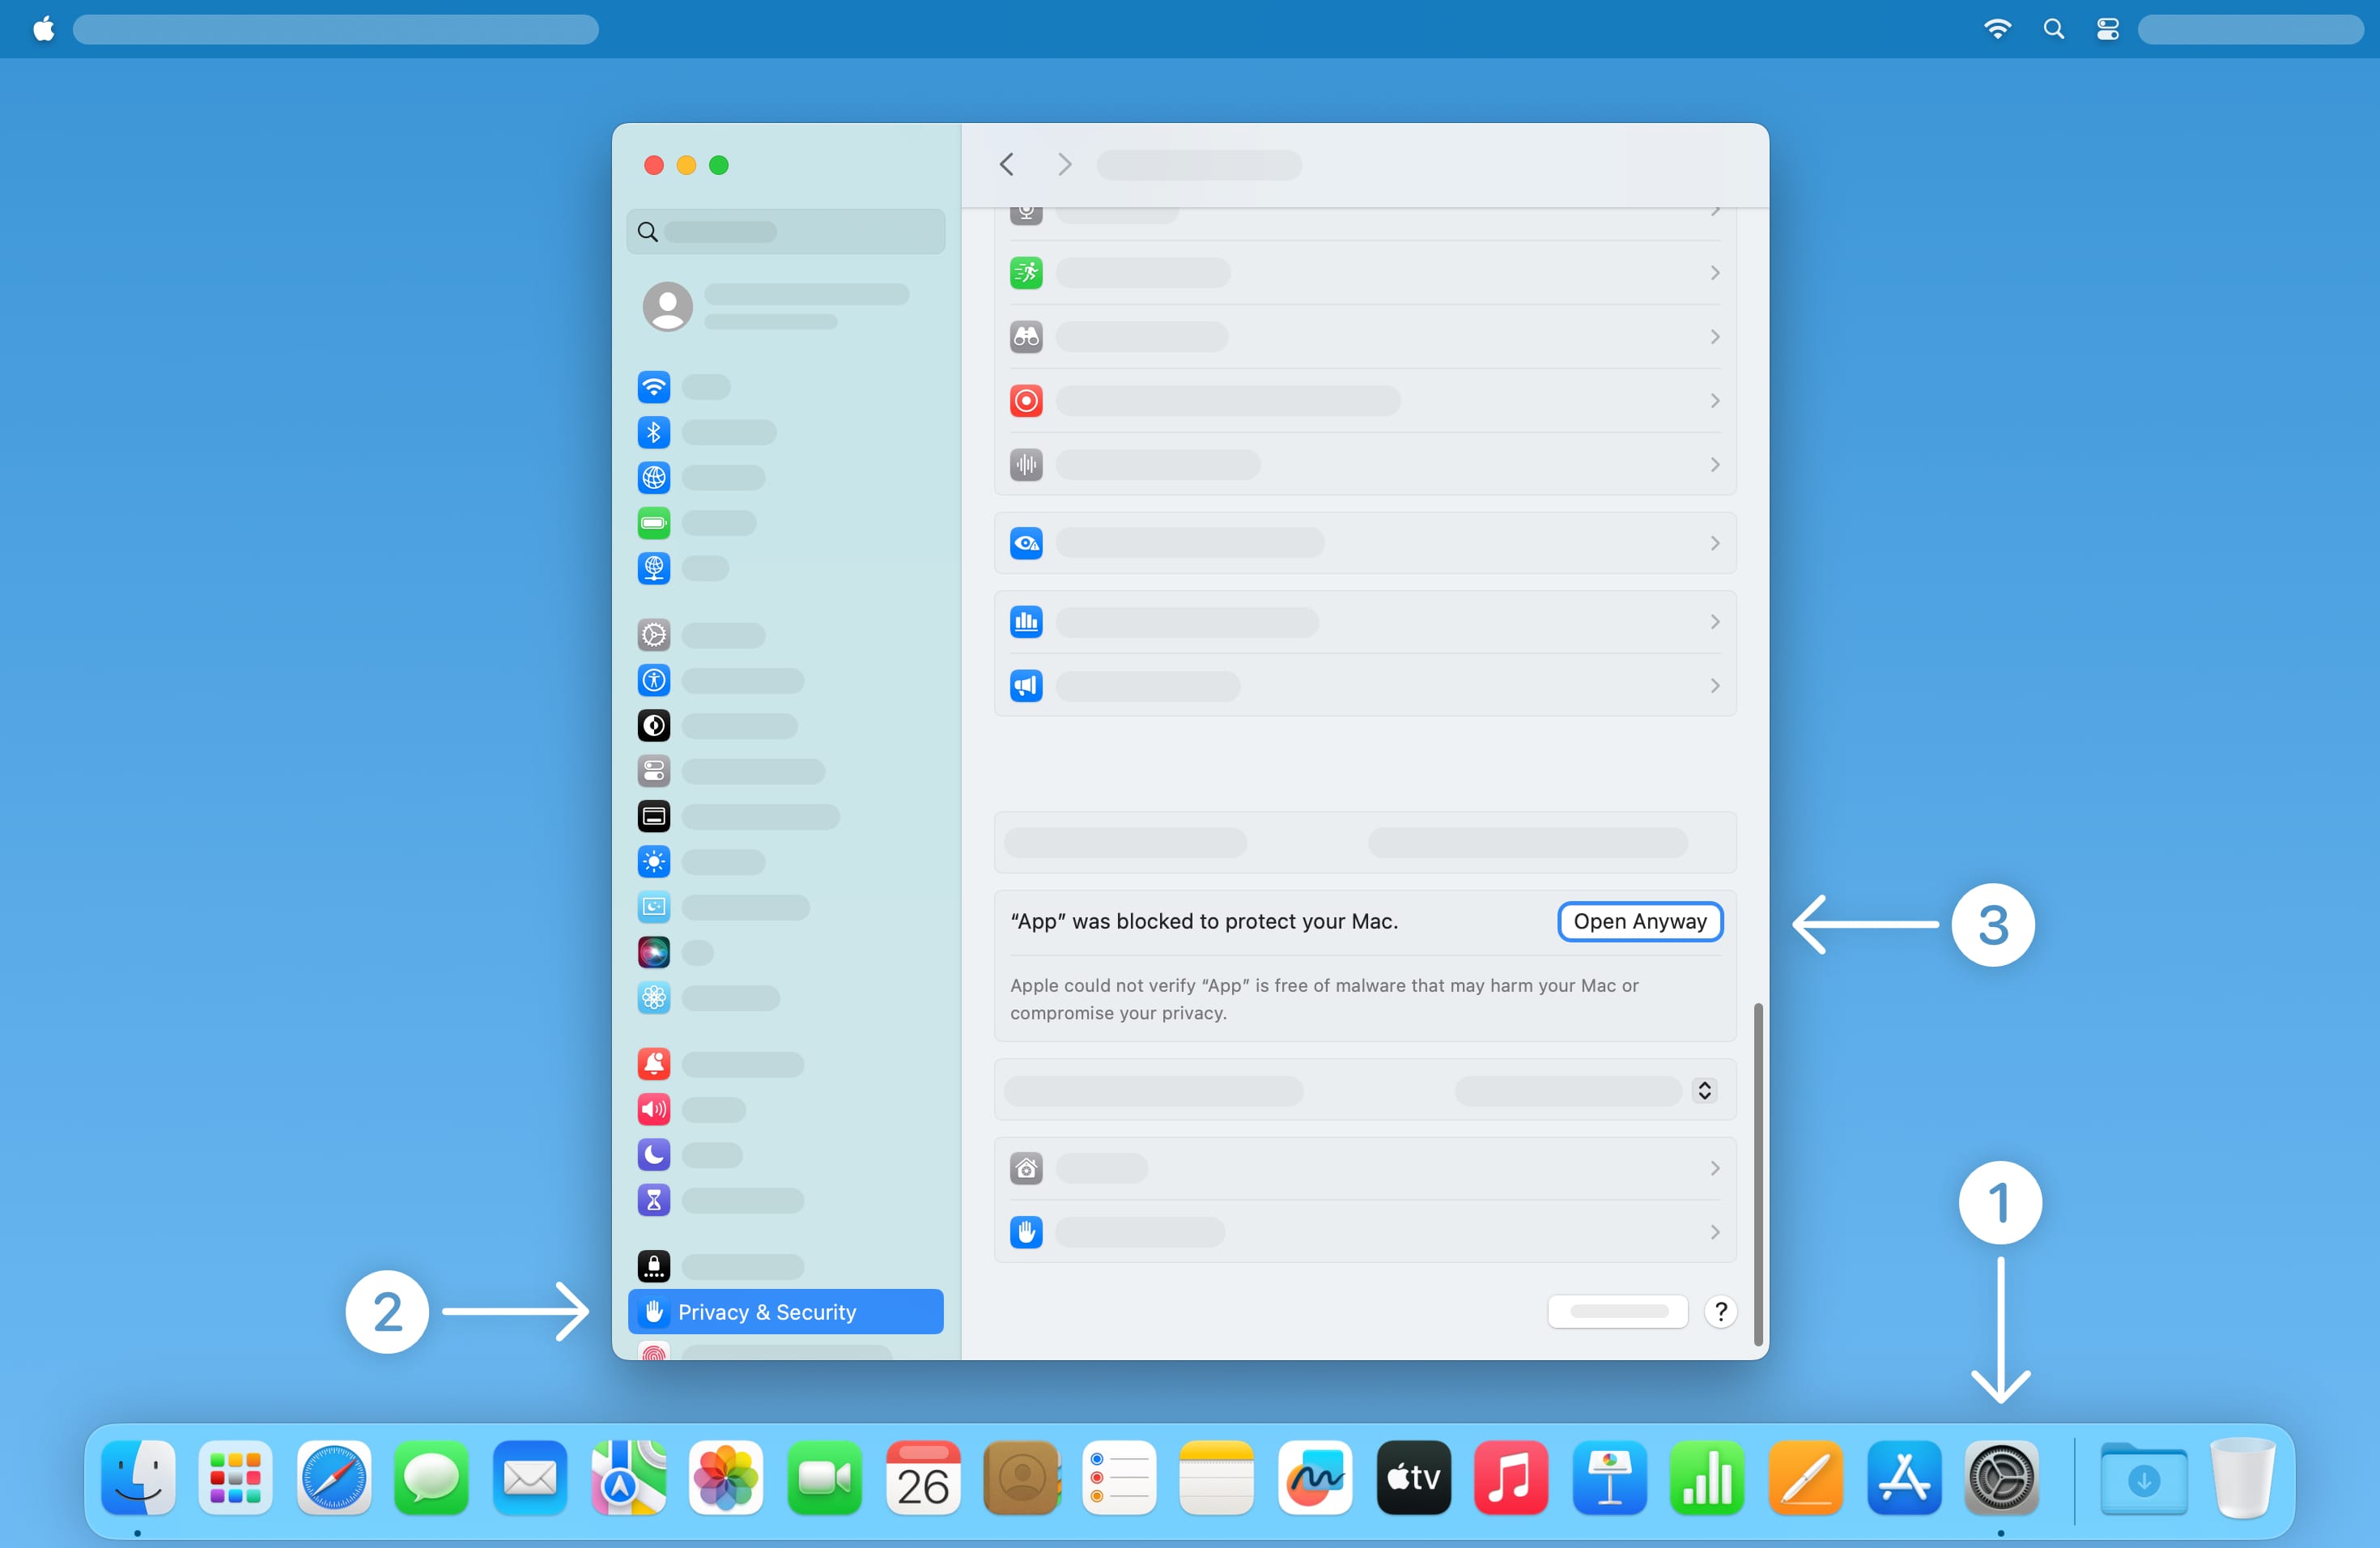 “App” was blocked to protect your Mac.
Open Anyway
3
Apple could not verify “App” is free of malware that may harm your Mac or
compromise your privacy.
1
2
Privacy & Security
?
26
tv